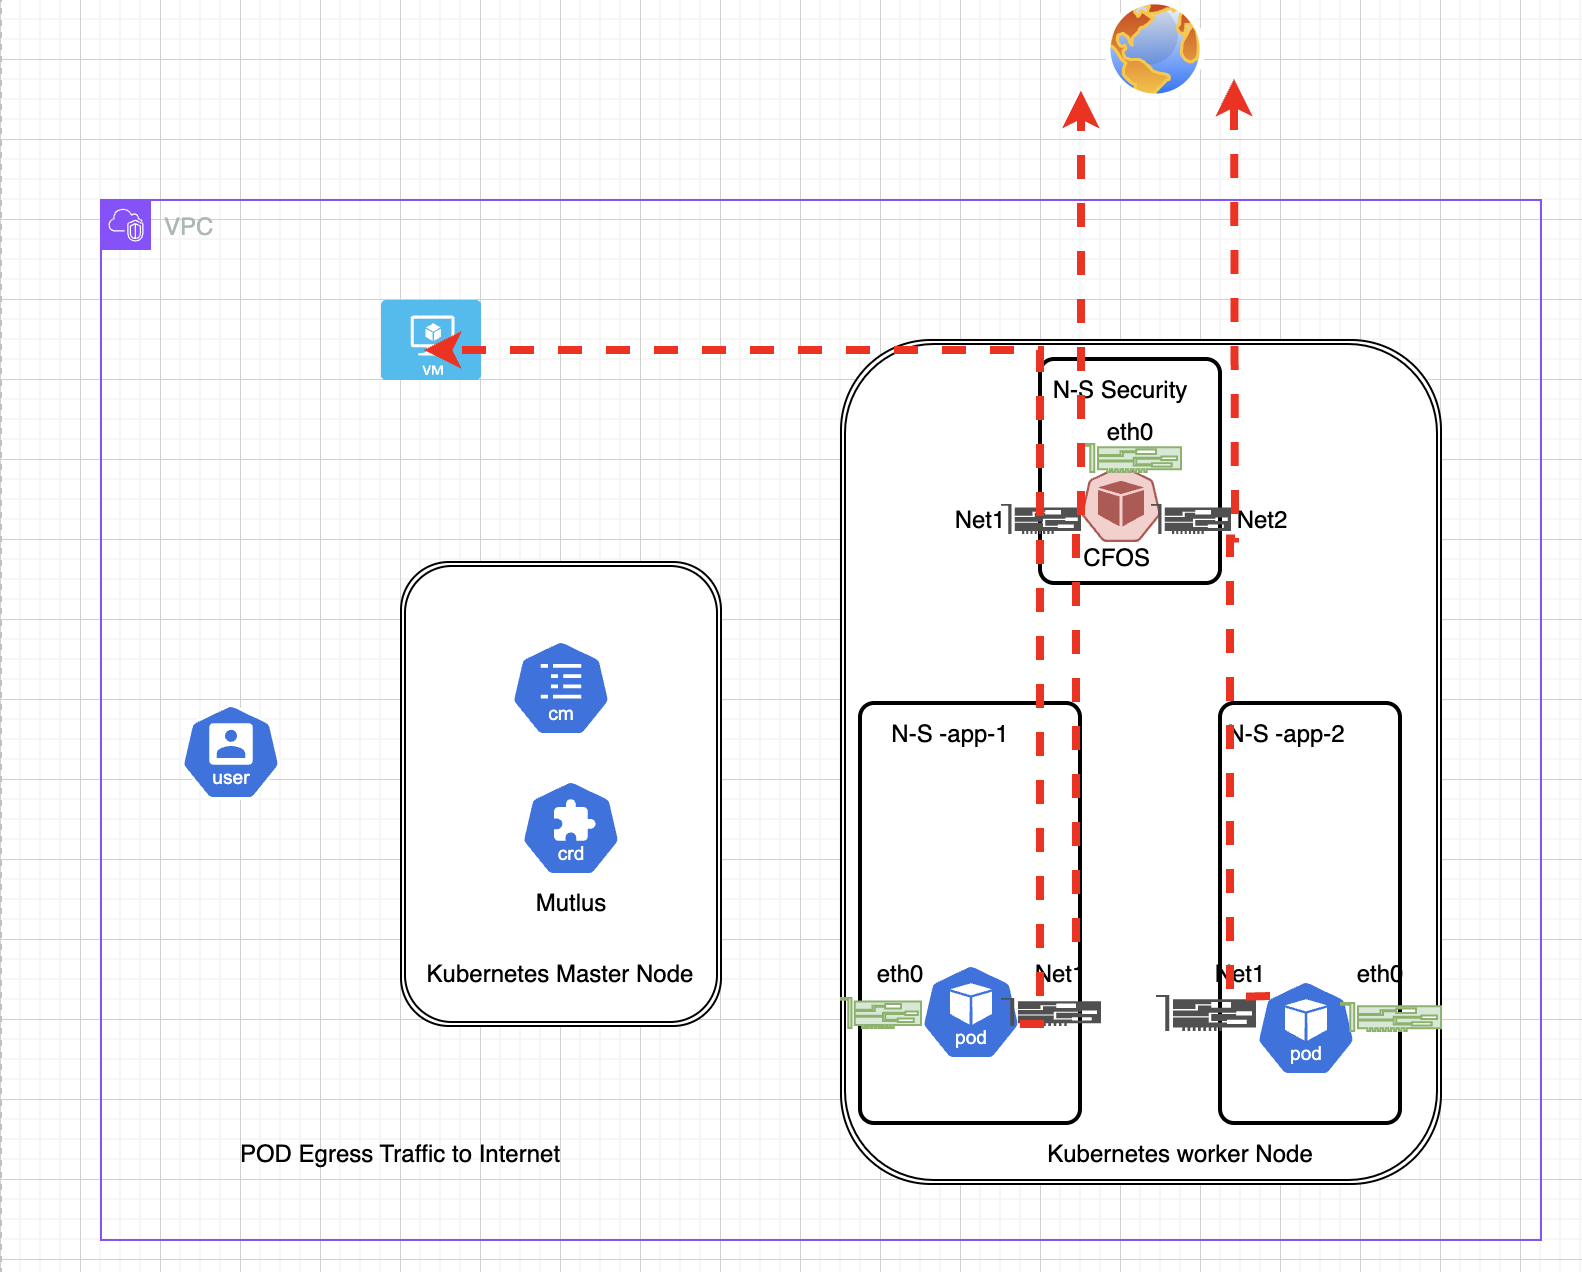 VPC
VM
N-S Security
eth0
Net1
Net2
CFOS
cm
user
crd
Mutlus
Kubernetes Master Node
N-S -app-1
N-S -app-2
eth0
Net1
Net1
eth0
pod
pod
POD Egress Traffic to Internet
Kubernetes worker Node